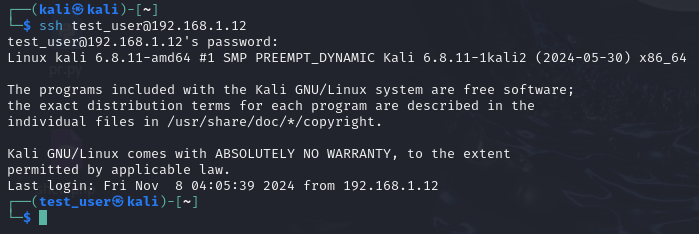 ┌──(kali㉿kali)-[~]
└─$ ssh test_user@192.168.1.12
test_user@192.168.1.12's password:
Linux kali 6.8.11-amd64 #1 SMP PREEMPT_DYNAMIC Kali 6.8.11-1kali2 (2024-05-30) x86_64
The programs included with the Kali GNU/Linux system are free software;
the exact distribution terms for each program are described in the
individual files in /usr/share/doc/*/copyright.
Kali GNU/Linux comes with ABSOLUTELY NO WARRANTY, to the extent
permitted by applicable law.
Last login: Fri Nov  8 04:05:39 2024 from 192.168.1.12
┌──(test_user㉿kali)-[~]
└─$